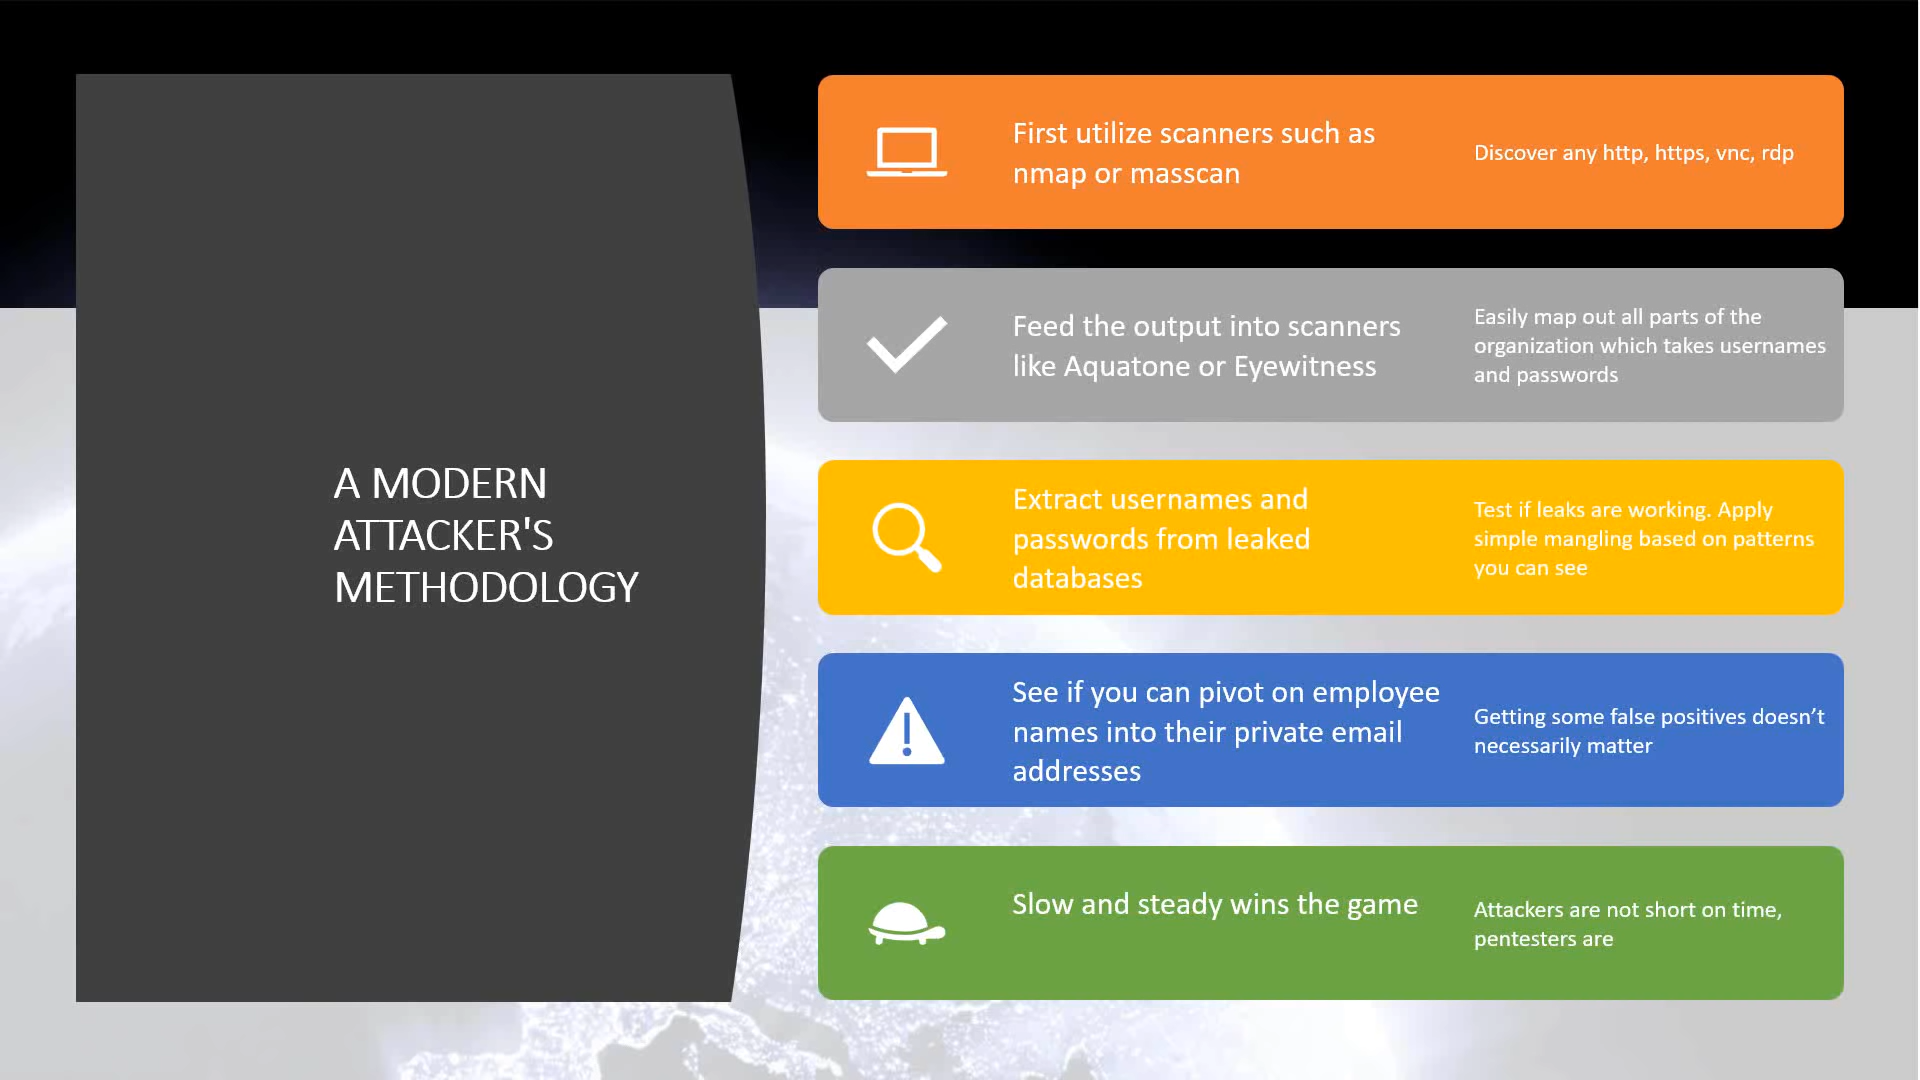 A MODERN
ATTACKER'S
METHODOLOGY
First utilize scanners such as
nmap or masscan
Discover any http, https, vnc, rdp
Feed the output into scanners
like Aquatone or Eyewitness
Easily map out all parts of the
organization which takes usernames
and passwords
Extract usernames and
passwords from leaked
databases
Test if leaks are working. Apply
simple mangling based on patterns
you can see
See if you can pivot on employee
names into their private email
addresses
Getting some false positives doesn’t
necessarily matter
Slow and steady wins the game
Attackers are not short on time,
pentesters are